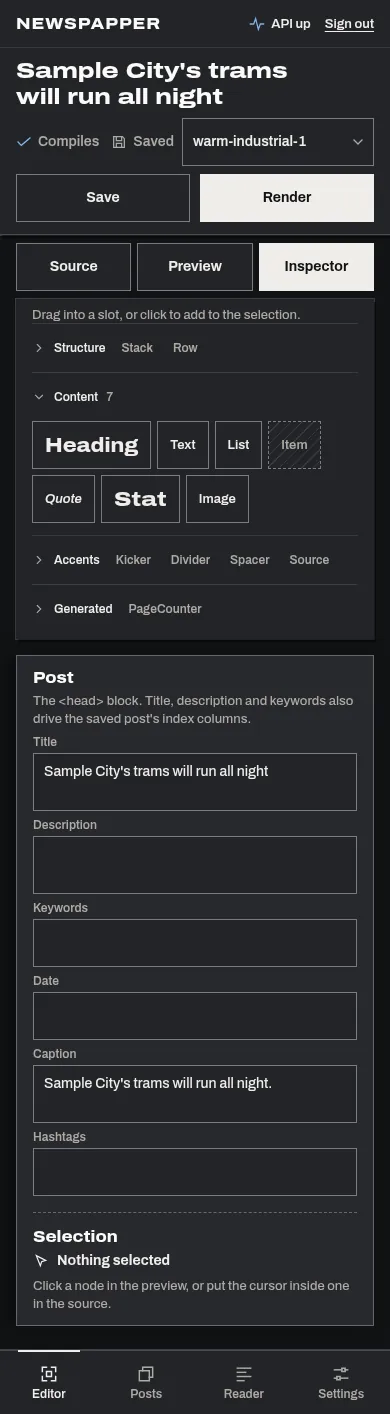 NEWSPAPPER
API up
Sign out
Sample City's trams
will run all night
Compiles
Saved
warm-industrial-1
Save
Render
Source
Preview
Inspector
Drag into a slot, or click to add to the selection.
Structure Stack Row
Content 7
Heading Text List Item
Quote Stat Image
Accents Kicker Divider Spacer Source
Generated PageCounter
Post
The <head> block. Title, description and keywords also
drive the saved post's index columns.
Title
Sample City's trams will run all night
Description
Keywords
Date
Caption
Sample City's trams will run all night.
Hashtags
Selection
Nothing selected
Click a node in the preview, or put the cursor inside one
in the source.
Editor Posts Reader Settings